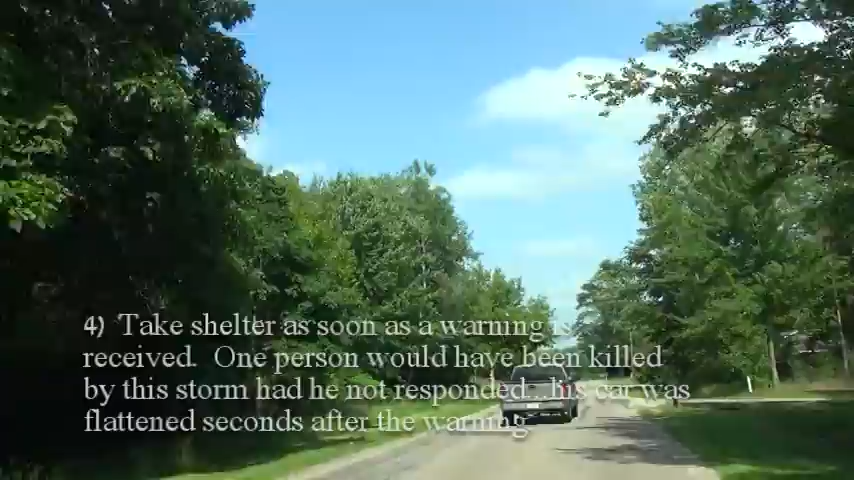 4) Take shelter as soon as a warning is
received. One person would have been killed
by this storm had he not responded...his car was
flattened seconds after the warning.